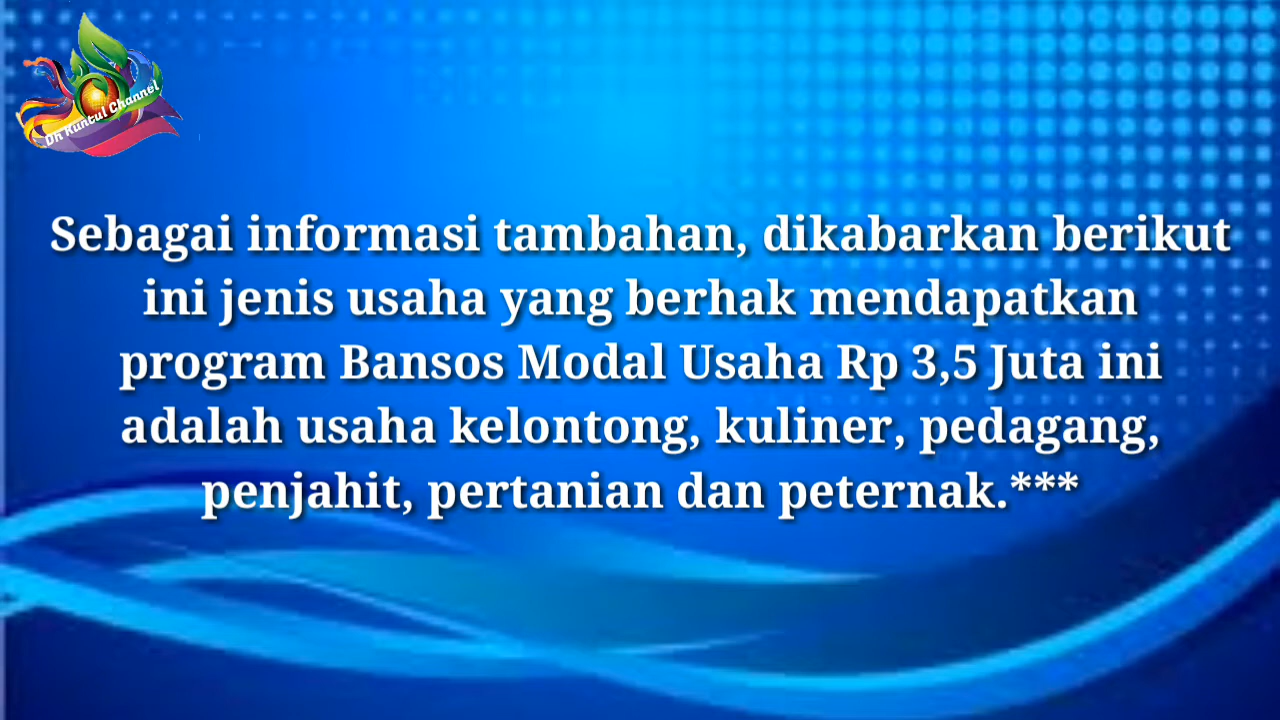 Dh Kuntul Channel
Sebagai informasi tambahan, dikabarkan berikut
ini jenis usaha yang berhak mendapatkan
program Bansos Modal Usaha Rp 3,5 Juta ini
adalah usaha kelontong, kuliner, pedagang,
penjahit, pertanian dan peternak.***